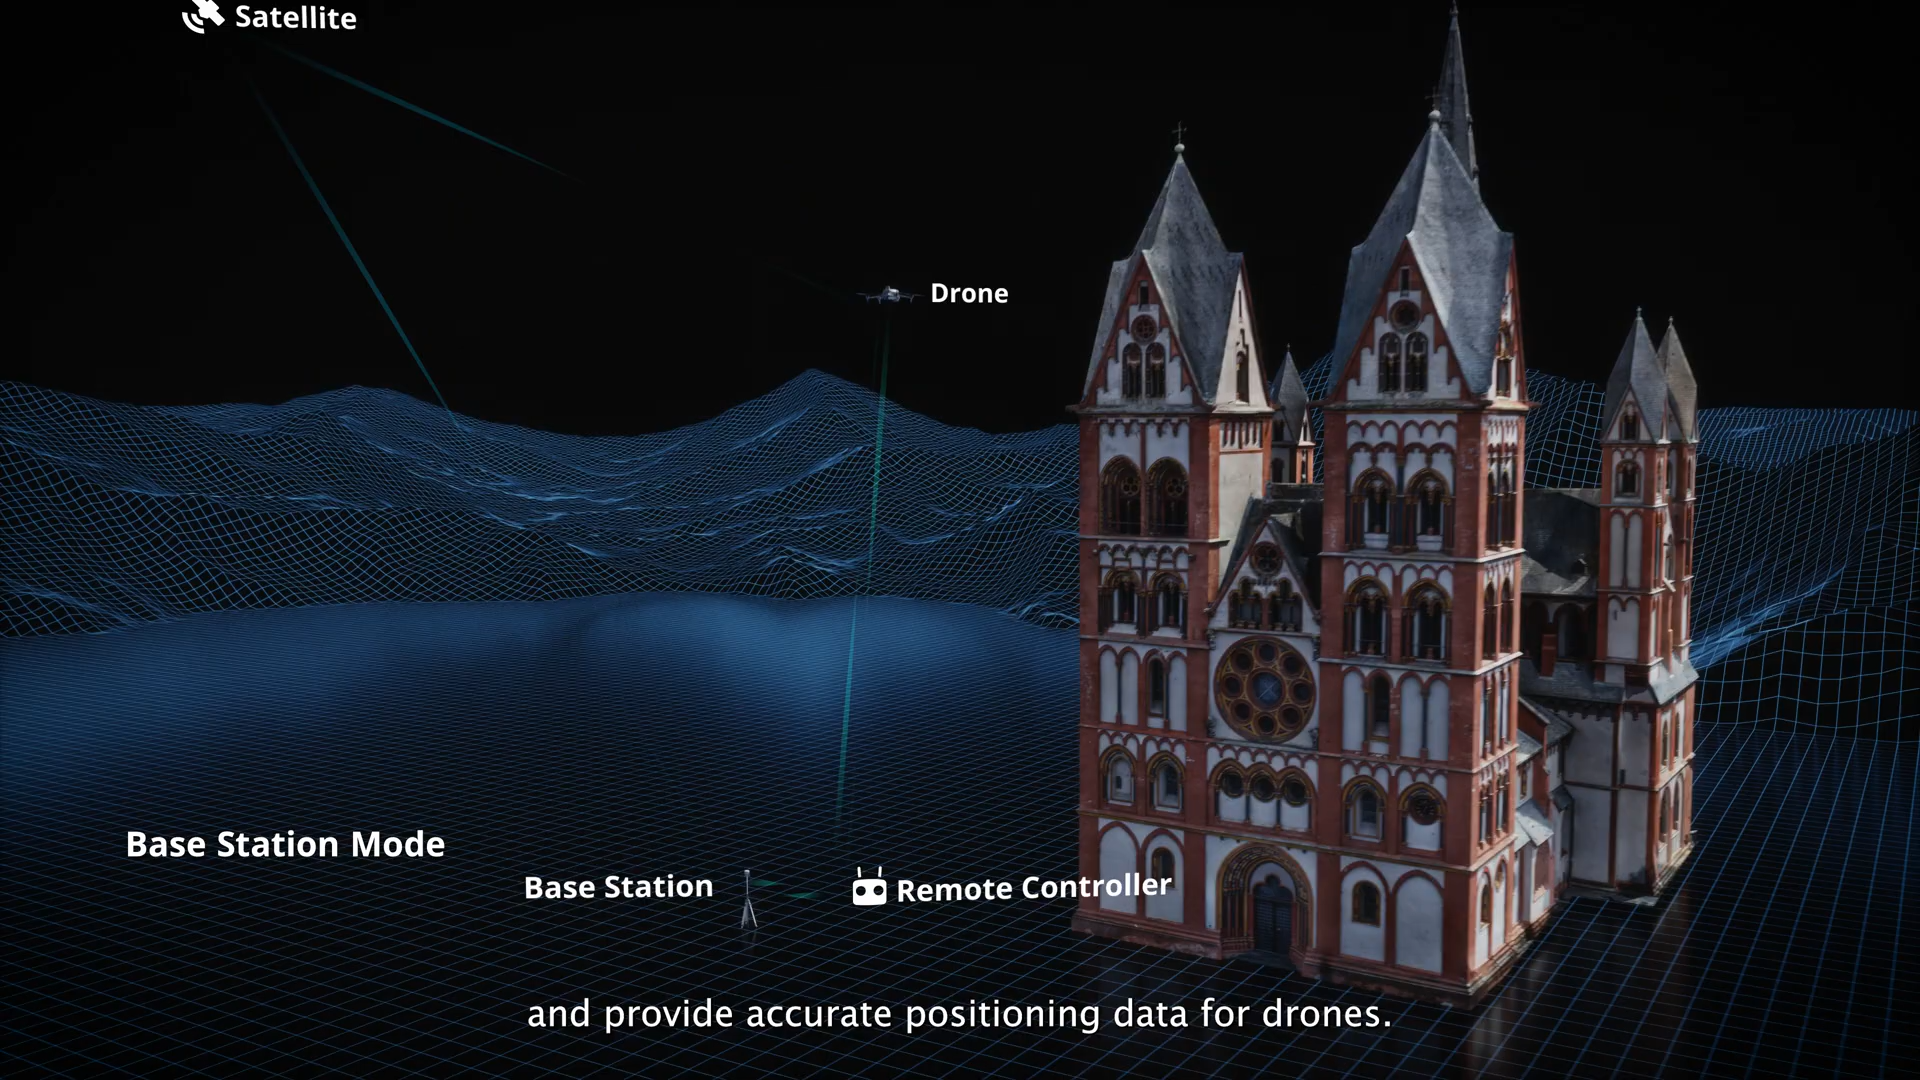 Satellite
Drone
Base Station Mode
Base Station
Remote Controller
and provide accurate positioning data for drones.